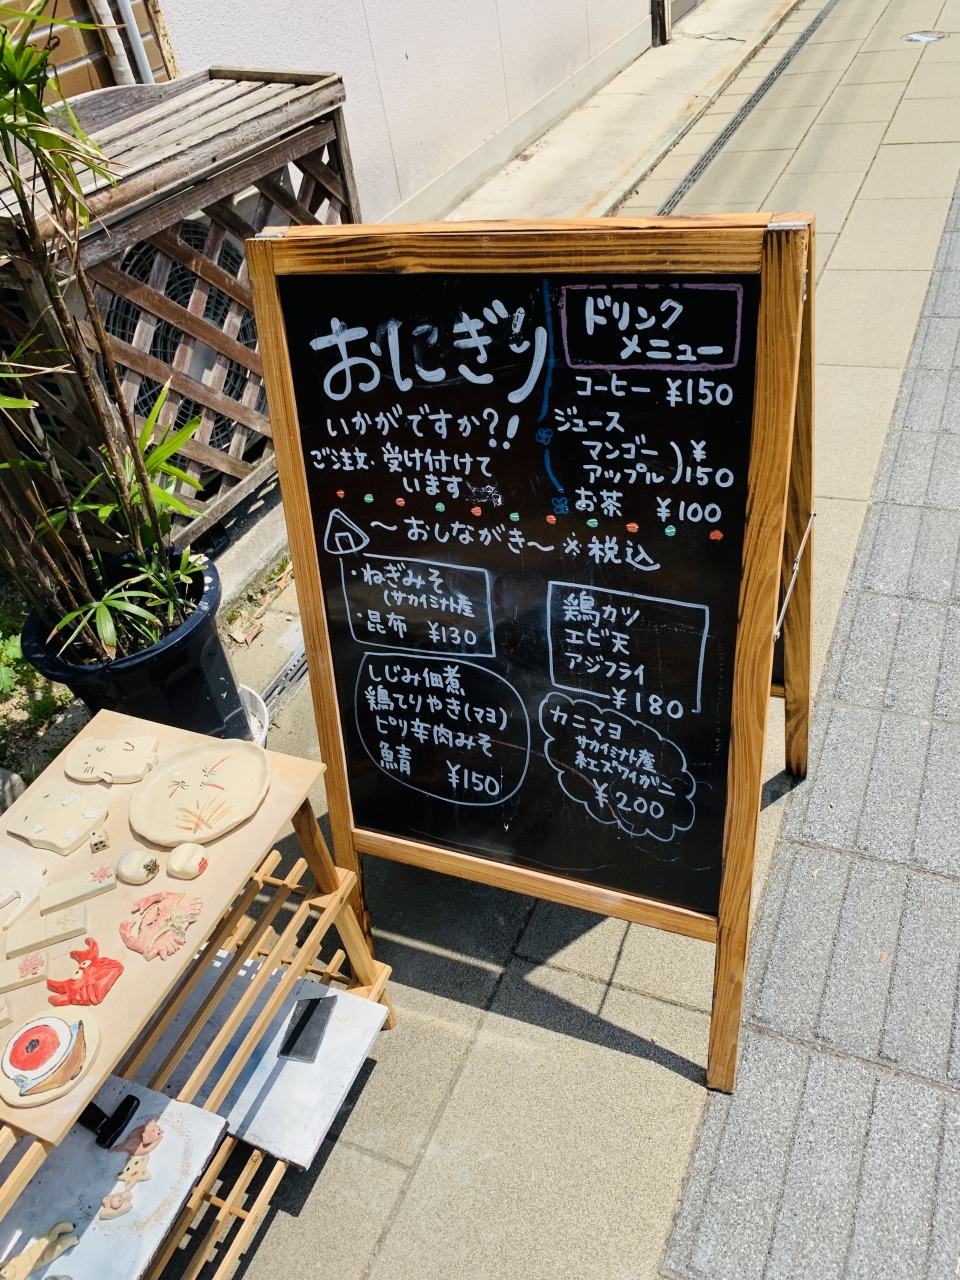 おにぎり
いかがですか?!
ご注文、受け付けて
います
ドリンク
メニュー
コーヒー ¥150
ジュース
マンゴー
アップル
) ¥150
お茶 ¥100
〜おしながき〜 ※税込
・ねぎみそ
(サカイミナト産
・昆布 ¥130
しじみ佃煮
鶏てりやき(マヨ)
ピリ辛肉みそ
鯖 ¥150
鶏カツ
エビ天
アジフライ
¥180
カニマヨ
サカイミナト産
紅ズワイガニ
¥200